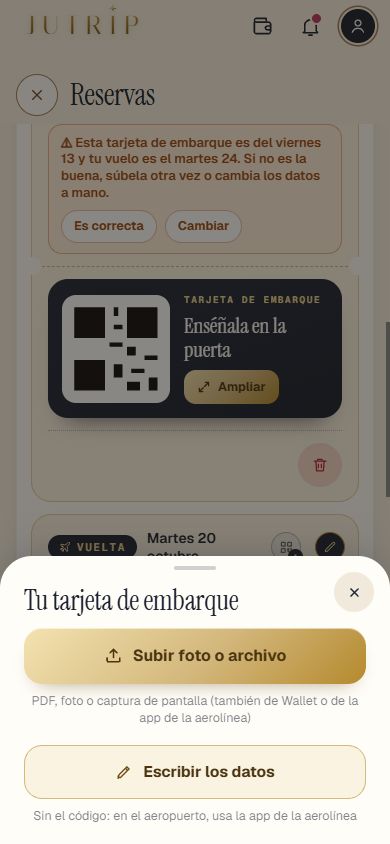 JUTRIP
Reservas
⚠ Esta tarjeta de embarque es del viernes
13 y tu vuelo es el martes 24. Si no es la
buena, súbela otra vez o cambia los datos
a mano.
Es correcta Cambiar
TARJETA DE EMBARQUE
Enséñala en la
puerta
Ampliar
VUELTA Martes 20
octubre
Tu tarjeta de embarque
Subir foto o archivo
PDF, foto o captura de pantalla (también de Wallet o de la
app de la aerolínea)
Escribir los datos
Sin el código: en el aeropuerto, usa la app de la aerolínea